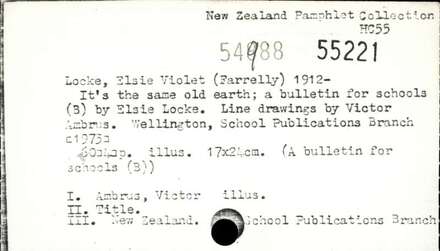 New Zealand Pamphlet Collection
HC55
54988 55221
Locke, Elsie Violet (Farrelly) 1912-
It's the same old earth; a bulletin for schools
(B) by Elsie Locke. Line drawings by Victor
Ambrus. Wellington, School Publications Branch
[1975]
illus. 17x24cm. (A bulletin for
schools (B))
I. Ambrus, Victor illus.
II. Title.
III. New Zealand. School Publications Branch